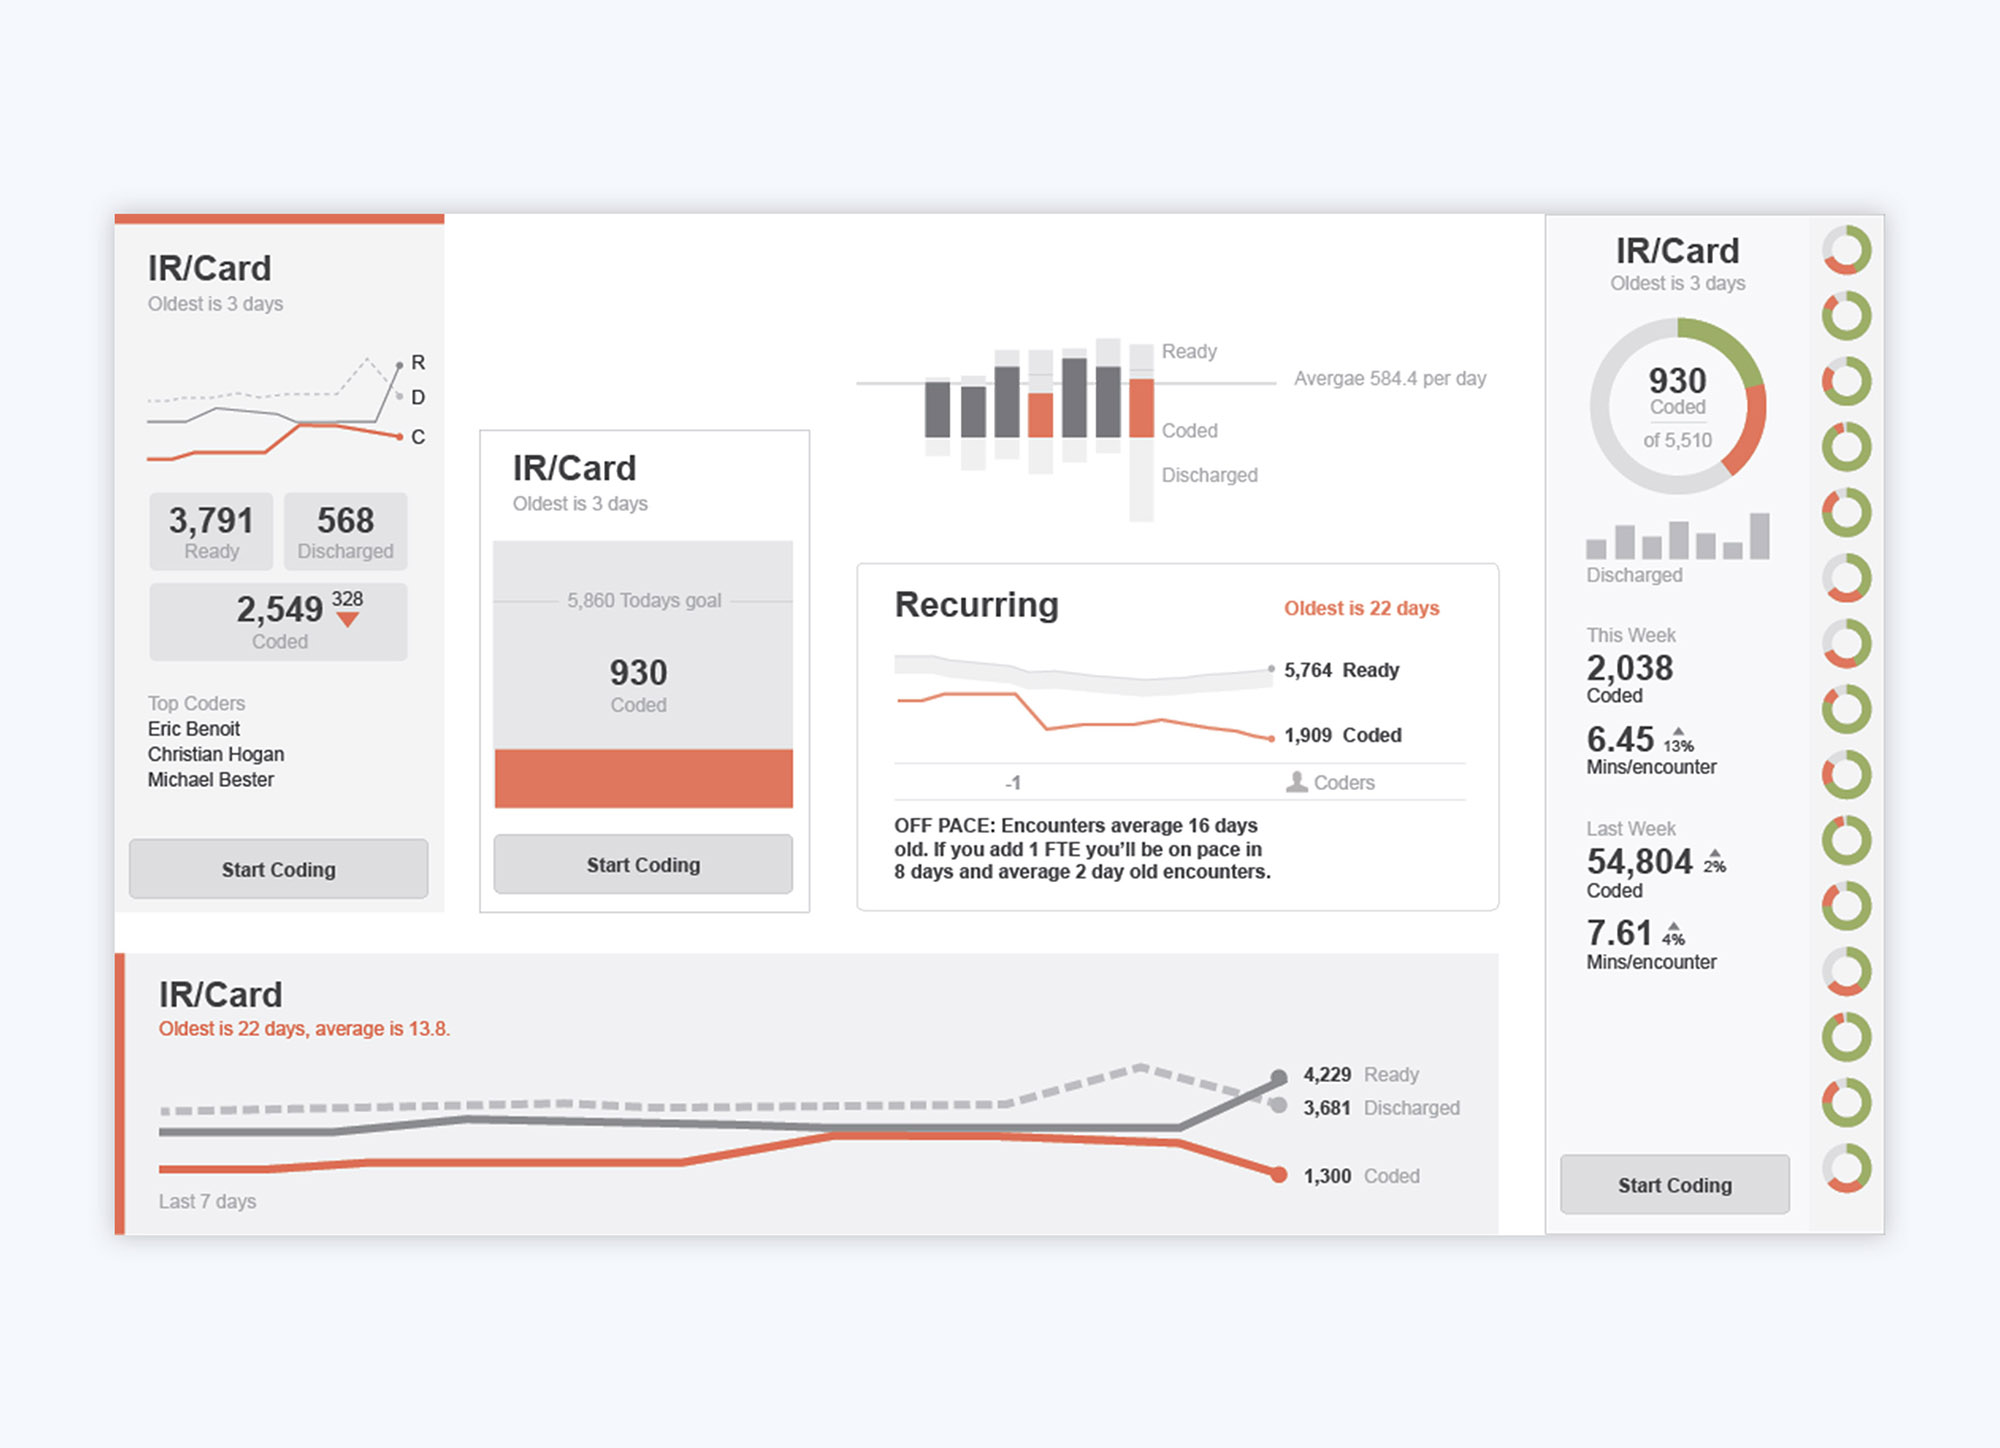 IR/Card
Oldest is 3 days
R
D
C
3,791
Ready
568
Discharged
2,549 328
Coded
Top Coders
Eric Benoit
Christian Hogan
Michael Bester
Start Coding
IR/Card
Oldest is 3 days
5,860 Todays goal
930
Coded
Start Coding
Ready
Avergae 584.4 per day
Coded
Discharged
Recurring
Oldest is 22 days
5,764 Ready
1,909 Coded
-1
Coders
OFF PACE: Encounters average 16 days
old. If you add 1 FTE you'll be on pace in
8 days and average 2 day old encounters.
IR/Card
Oldest is 22 days, average is 13.8.
4,229 Ready
3,681 Discharged
1,300 Coded
Last 7 days
IR/Card
Oldest is 3 days
930
Coded
of 5,510
Discharged
This Week
2,038
Coded
6.45 13%
Mins/encounter
Last Week
54,804 2%
Coded
7.61 4%
Mins/encounter
Start Coding